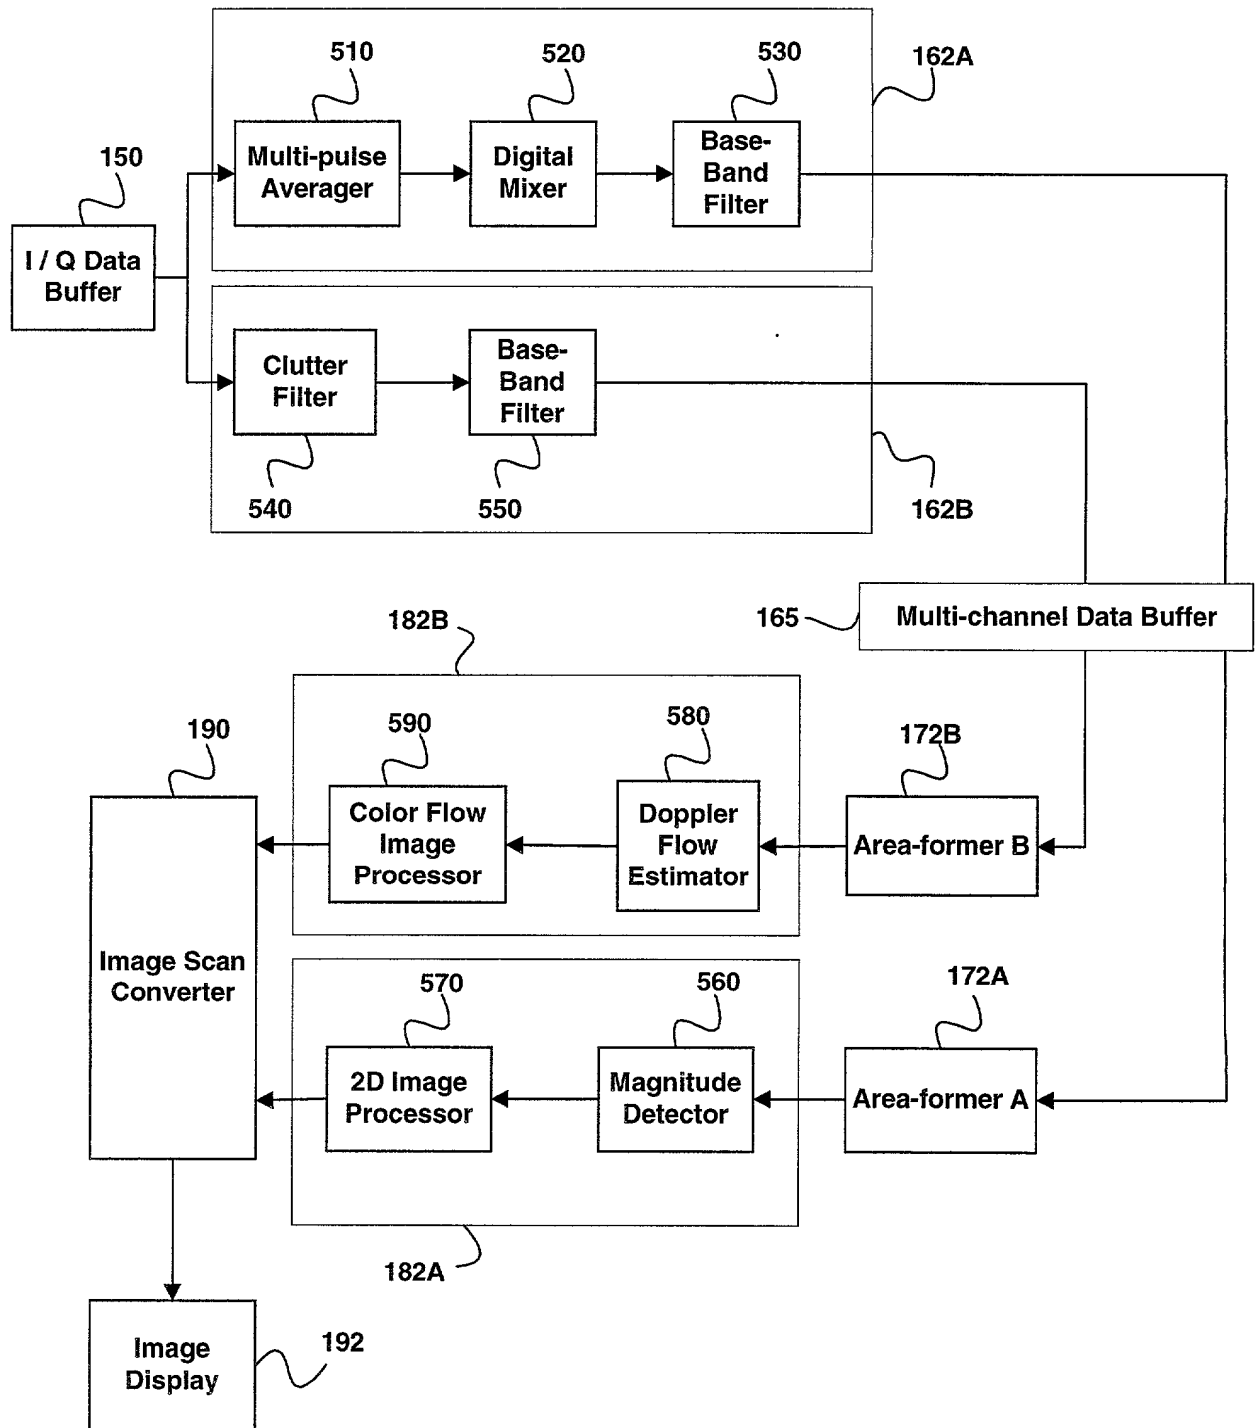 510
520
530
162A
150
Multi-pulse
Averager
Digital
Mixer
Base-
Band
Filter
I / Q Data
Buffer
Clutter
Filter
Base-
Band
Filter
540
550
162B
182B
165
Multi-channel Data Buffer
190
590
580
172B
Color Flow
Image
Processor
Doppler
Flow
Estimator
Area-former B
Image Scan
Converter
570
560
172A
2D Image
Processor
Magnitude
Detector
Area-former A
182A
Image
Display
192